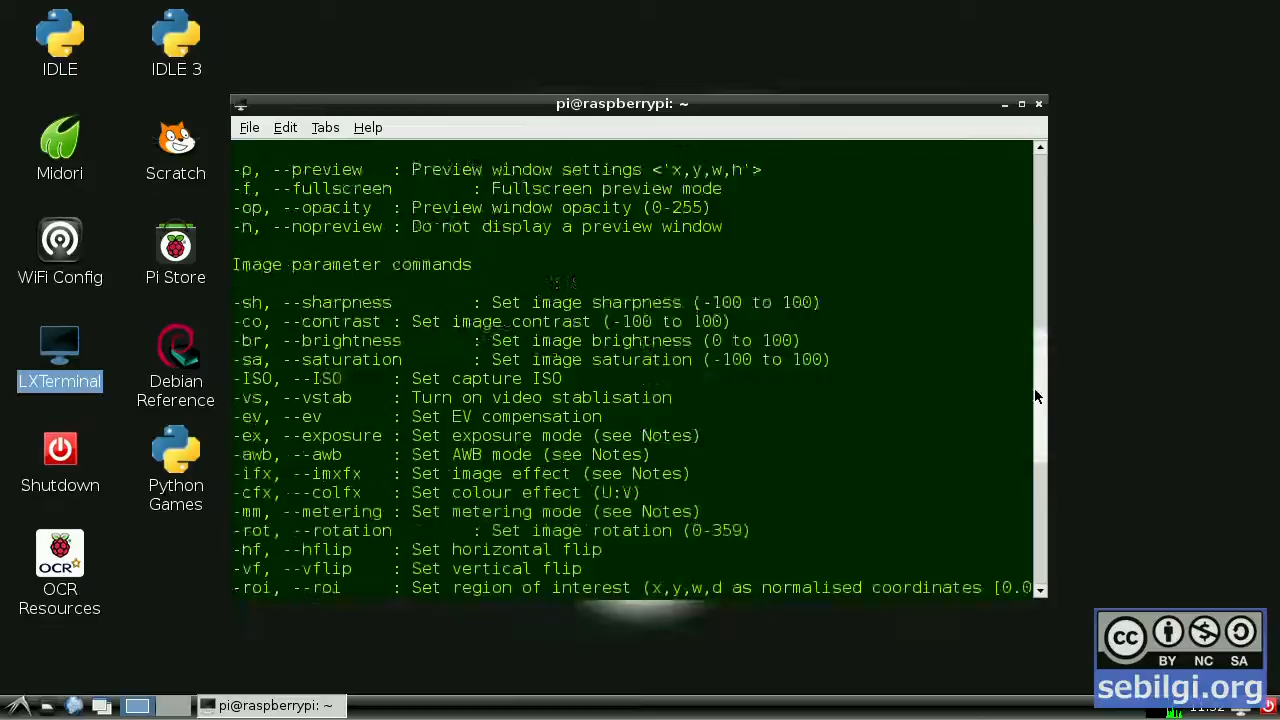 IDLE
IDLE 3
Midori
Scratch
WiFi Config
Pi Store
LXTerminal
Debian
Reference
Shutdown
Python
Games
OCR
OCR
Resources
pi@raspberrypi: ~
File Edit Tabs Help
-p, --preview : Preview window settings <'x,y,w,h'>
-f, --fullscreen : Fullscreen preview mode
-op, --opacity : Preview window opacity (0-255)
-n, --nopreview : Do not display a preview window
Image parameter commands
-sh, --sharpness : Set image sharpness (-100 to 100)
-co, --contrast : Set image contrast (-100 to 100)
-br, --brightness : Set image brightness (0 to 100)
-sa, --saturation : Set image saturation (-100 to 100)
-ISO, --ISO : Set capture ISO
-vs, --vstab : Turn on video stablisation
-ev, --ev : Set EV compensation
-ex, --exposure : Set exposure mode (see Notes)
-awb, --awb : Set AWB mode (see Notes)
-ifx, --imxfx : Set image effect (see Notes)
-cfx, --colfx : Set colour effect (U:V)
-mm, --metering : Set metering mode (see Notes)
-rot, --rotation : Set image rotation (0-359)
-hf, --hflip : Set horizontal flip
-vf, --vflip : Set vertical flip
-roi, --roi : Set region of interest (x,y,w,d as normalised coordinates [0.0
cc
BY NC SA
sebilgi.org
pi@raspberrypi: ~